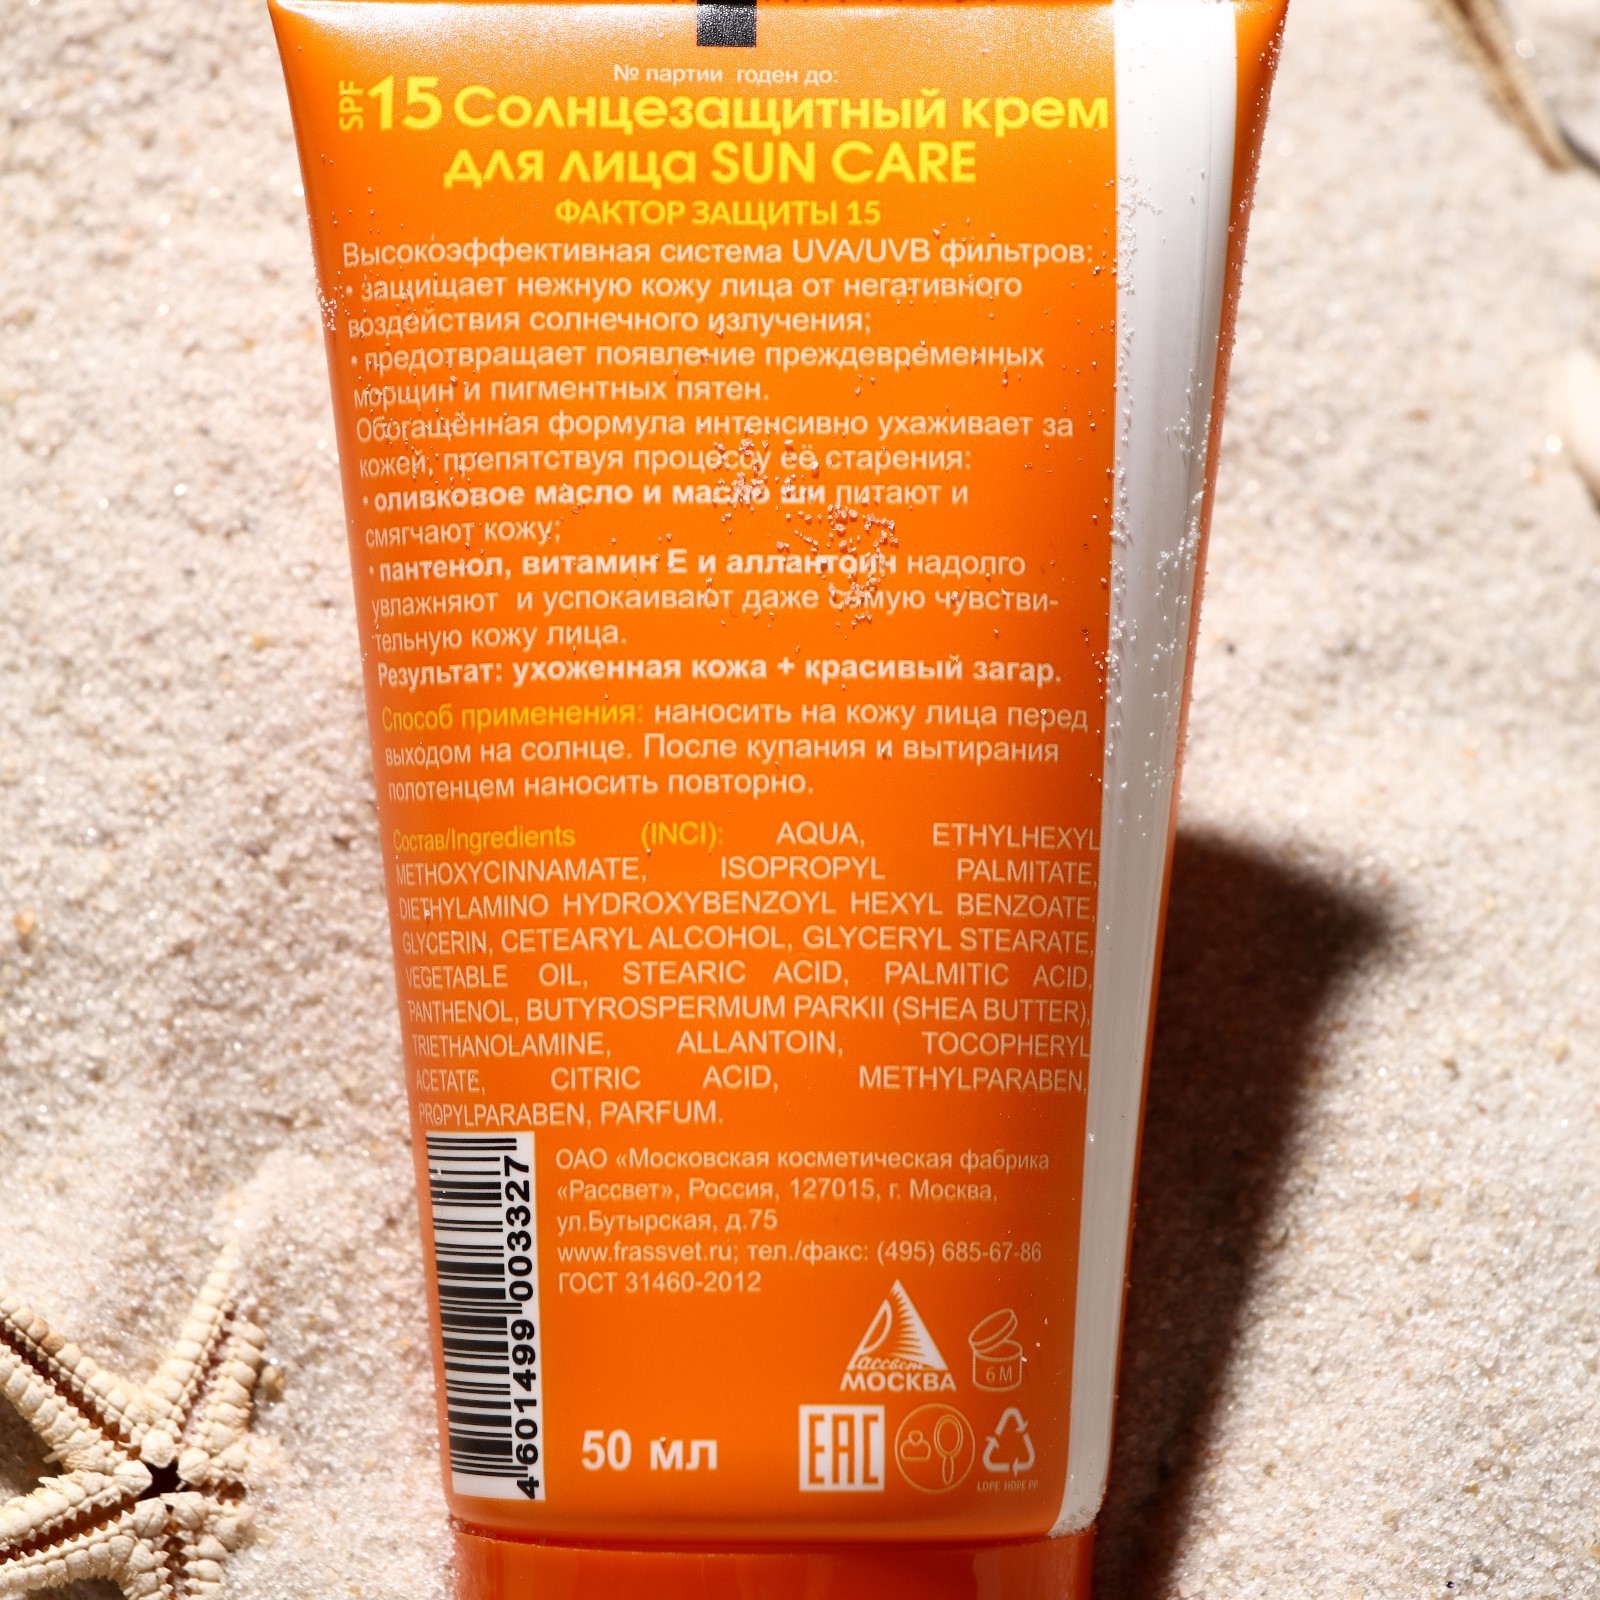 № партии годен до:
SPF 15 Солнцезащитный крем
для лица SUN CARE
ФАКТОР ЗАЩИТЫ 15
Высокоэффективная система UVA/UVB фильтров:
• защищает нежную кожу лица от негативного
воздействия солнечного излучения;
• предотвращает появление преждевременных
морщин и пигментных пятен.
Обогащённая формула интенсивно ухаживает за
кожей, препятствуя процессу её старения:
• оливковое масло и масло ши питают и
смягчают кожу;
• пантенол, витамин Е и аллантоин надолго
увлажняют и успокаивают даже самую чувстви-
тельную кожу лица.
Результат: ухоженная кожа + красивый загар.
Способ применения: наносить на кожу лица перед
выходом на солнце. После купания и вытирания
полотенцем наносить повторно.
Состав/Ingredients (INCI): AQUA, ETHYLHEXYL
METHOXYCINNAMATE, ISOPROPYL PALMITATE,
DIETHYLAMINO HYDROXYBENZOYL HEXYL BENZOATE,
GLYCERIN, CETEARYL ALCOHOL, GLYCERYL STEARATE,
VEGETABLE OIL, STEARIC ACID, PALMITIC ACID,
PANTHENOL, BUTYROSPERMUM PARKII (SHEA BUTTER),
TRIETHANOLAMINE, ALLANTOIN, TOCOPHERYL
ACETATE, CITRIC ACID, METHYLPARABEN,
PROPYLPARABEN, PARFUM.
4 601499 003327
ОАО «Московская косметическая фабрика
«Рассвет», Россия, 127015, г. Москва,
ул.Бутырская, д.75
www.frassvet.ru; тел./факс: (495) 685-67-86
ГОСТ 31460-2012
Рассвет
МОСКВА
6 M
50 мл
EAC
LDPE HDPE PP